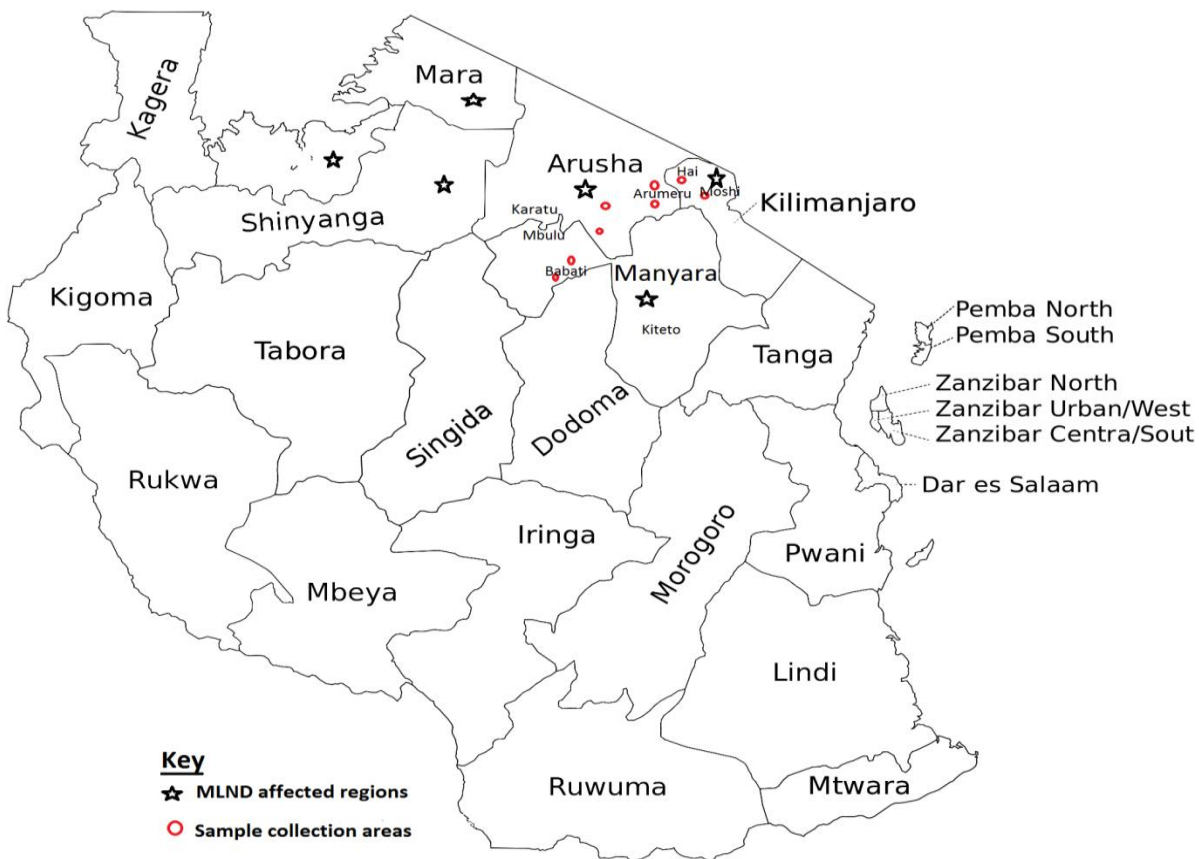 Kagera
Mara
Arusha
Hai
Moshi
Arumeru
Karatu
Kilimanjaro
Shinyanga
Mbulu
Babati
Manyara
Kigoma
Kiteto
Tabora
Tanga
Pemba North
Pemba South
Zanzibar North
Zanzibar Urban/West
Zanzibar Centra/Sout
Singida
Dodoma
Rukwa
Dar es Salaam
Iringa
Morogoro
Pwani
Mbeya
Lindi
Key
MLND affected regions
Sample collection areas
Ruwuma
Mtwara